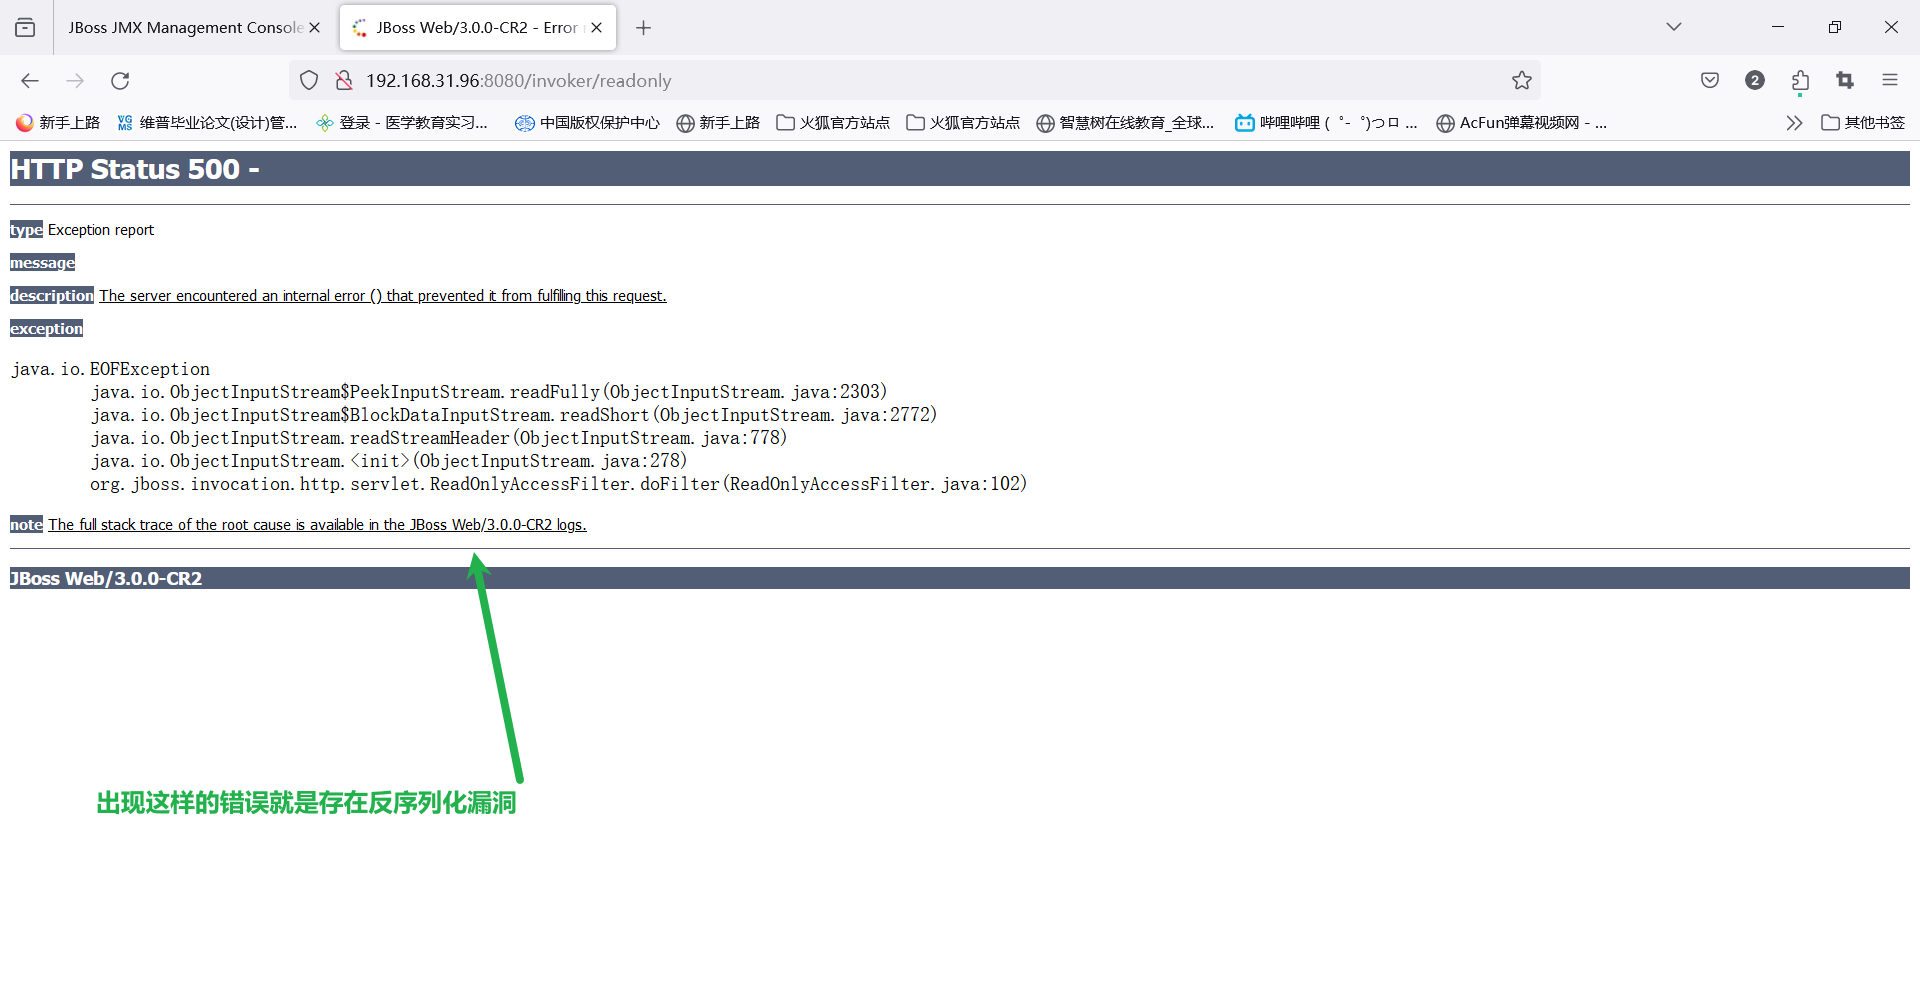 JBoss JMX Management Console
JBoss Web/3.0.0-CR2 - Error
192.168.31.96:8080/invoker/readonly
2
新手上路
VG MS 维普毕业论文(设计)管...
登录 - 医学教育实习...
中国版权保护中心
新手上路
火狐官方站点
火狐官方站点
智慧树在线教育_全球...
哔哩哔哩 ( ゜- ゜)つロ ...
AcFun弹幕视频网 - ...
其他书签
HTTP Status 500 -
type Exception report
message
description The server encountered an internal error () that prevented it from fulfilling this request.
exception
java.io.EOFException
java.io.ObjectInputStream$PeekInputStream.readFully(ObjectInputStream.java:2303)
java.io.ObjectInputStream$BlockDataInputStream.readShort(ObjectInputStream.java:2772)
java.io.ObjectInputStream.readStreamHeader(ObjectInputStream.java:778)
java.io.ObjectInputStream.<init>(ObjectInputStream.java:278)
org.jboss.invocation.http.servlet.ReadOnlyAccessFilter.doFilter(ReadOnlyAccessFilter.java:102)
note The full stack trace of the root cause is available in the JBoss Web/3.0.0-CR2 logs.
JBoss Web/3.0.0-CR2
出现这样的错误就是存在反序列化漏洞